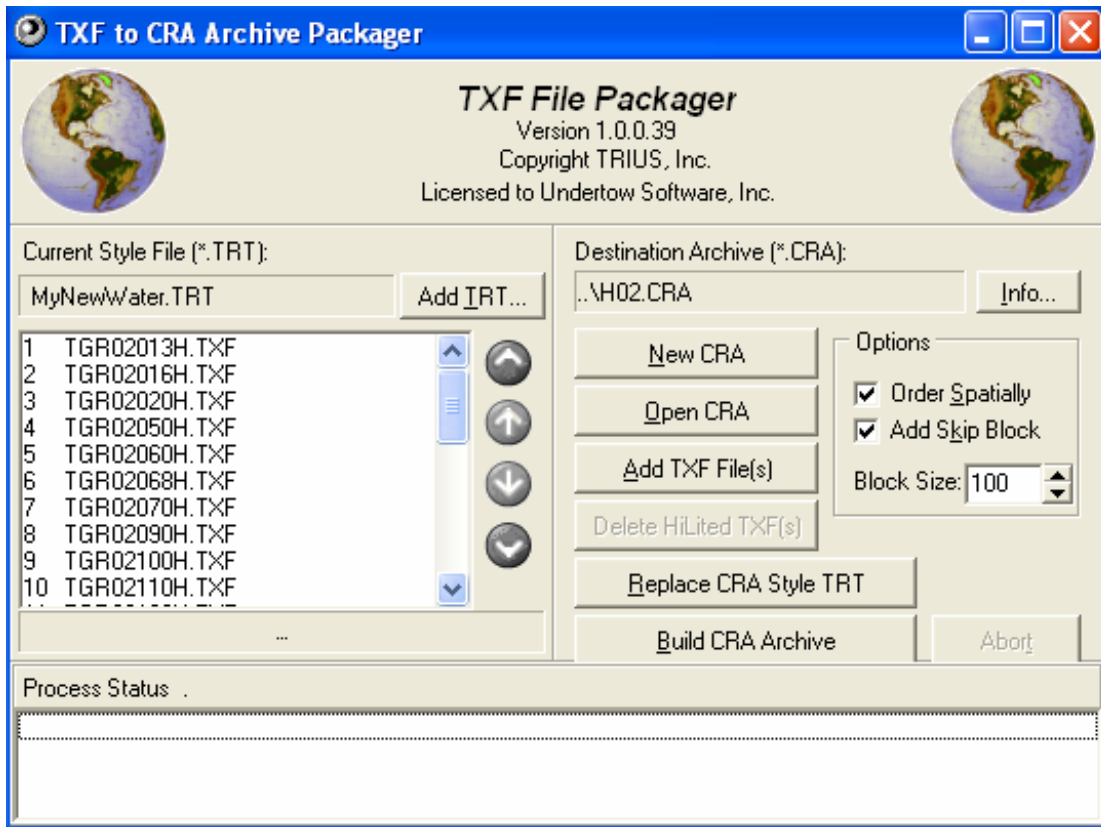 TXF to CRA Archive Packager
TXF File Packager
Version 1.0.0.39
Copyright TRIUS, Inc.
Licensed to Undertow Software, Inc.
Current Style File (*.TRT):
MyNewWater.TRT
Add TRT...
1 TGR02013H.TXF
2 TGR02016H.TXF
3 TGR02020H.TXF
4 TGR02050H.TXF
5 TGR02060H.TXF
6 TGR02068H.TXF
7 TGR02070H.TXF
8 TGR02090H.TXF
9 TGR02100H.TXF
10 TGR02110H.TXF
...
Destination Archive (*.CRA):
..\H02.CRA
Info...
New CRA
Open CRA
Add TXF File(s)
Delete HiLited TXF(s)
Replace CRA Style TRT
Build CRA Archive
Abort
Options
Order Spatially
Add Skip Block
Block Size: 100
Process Status .